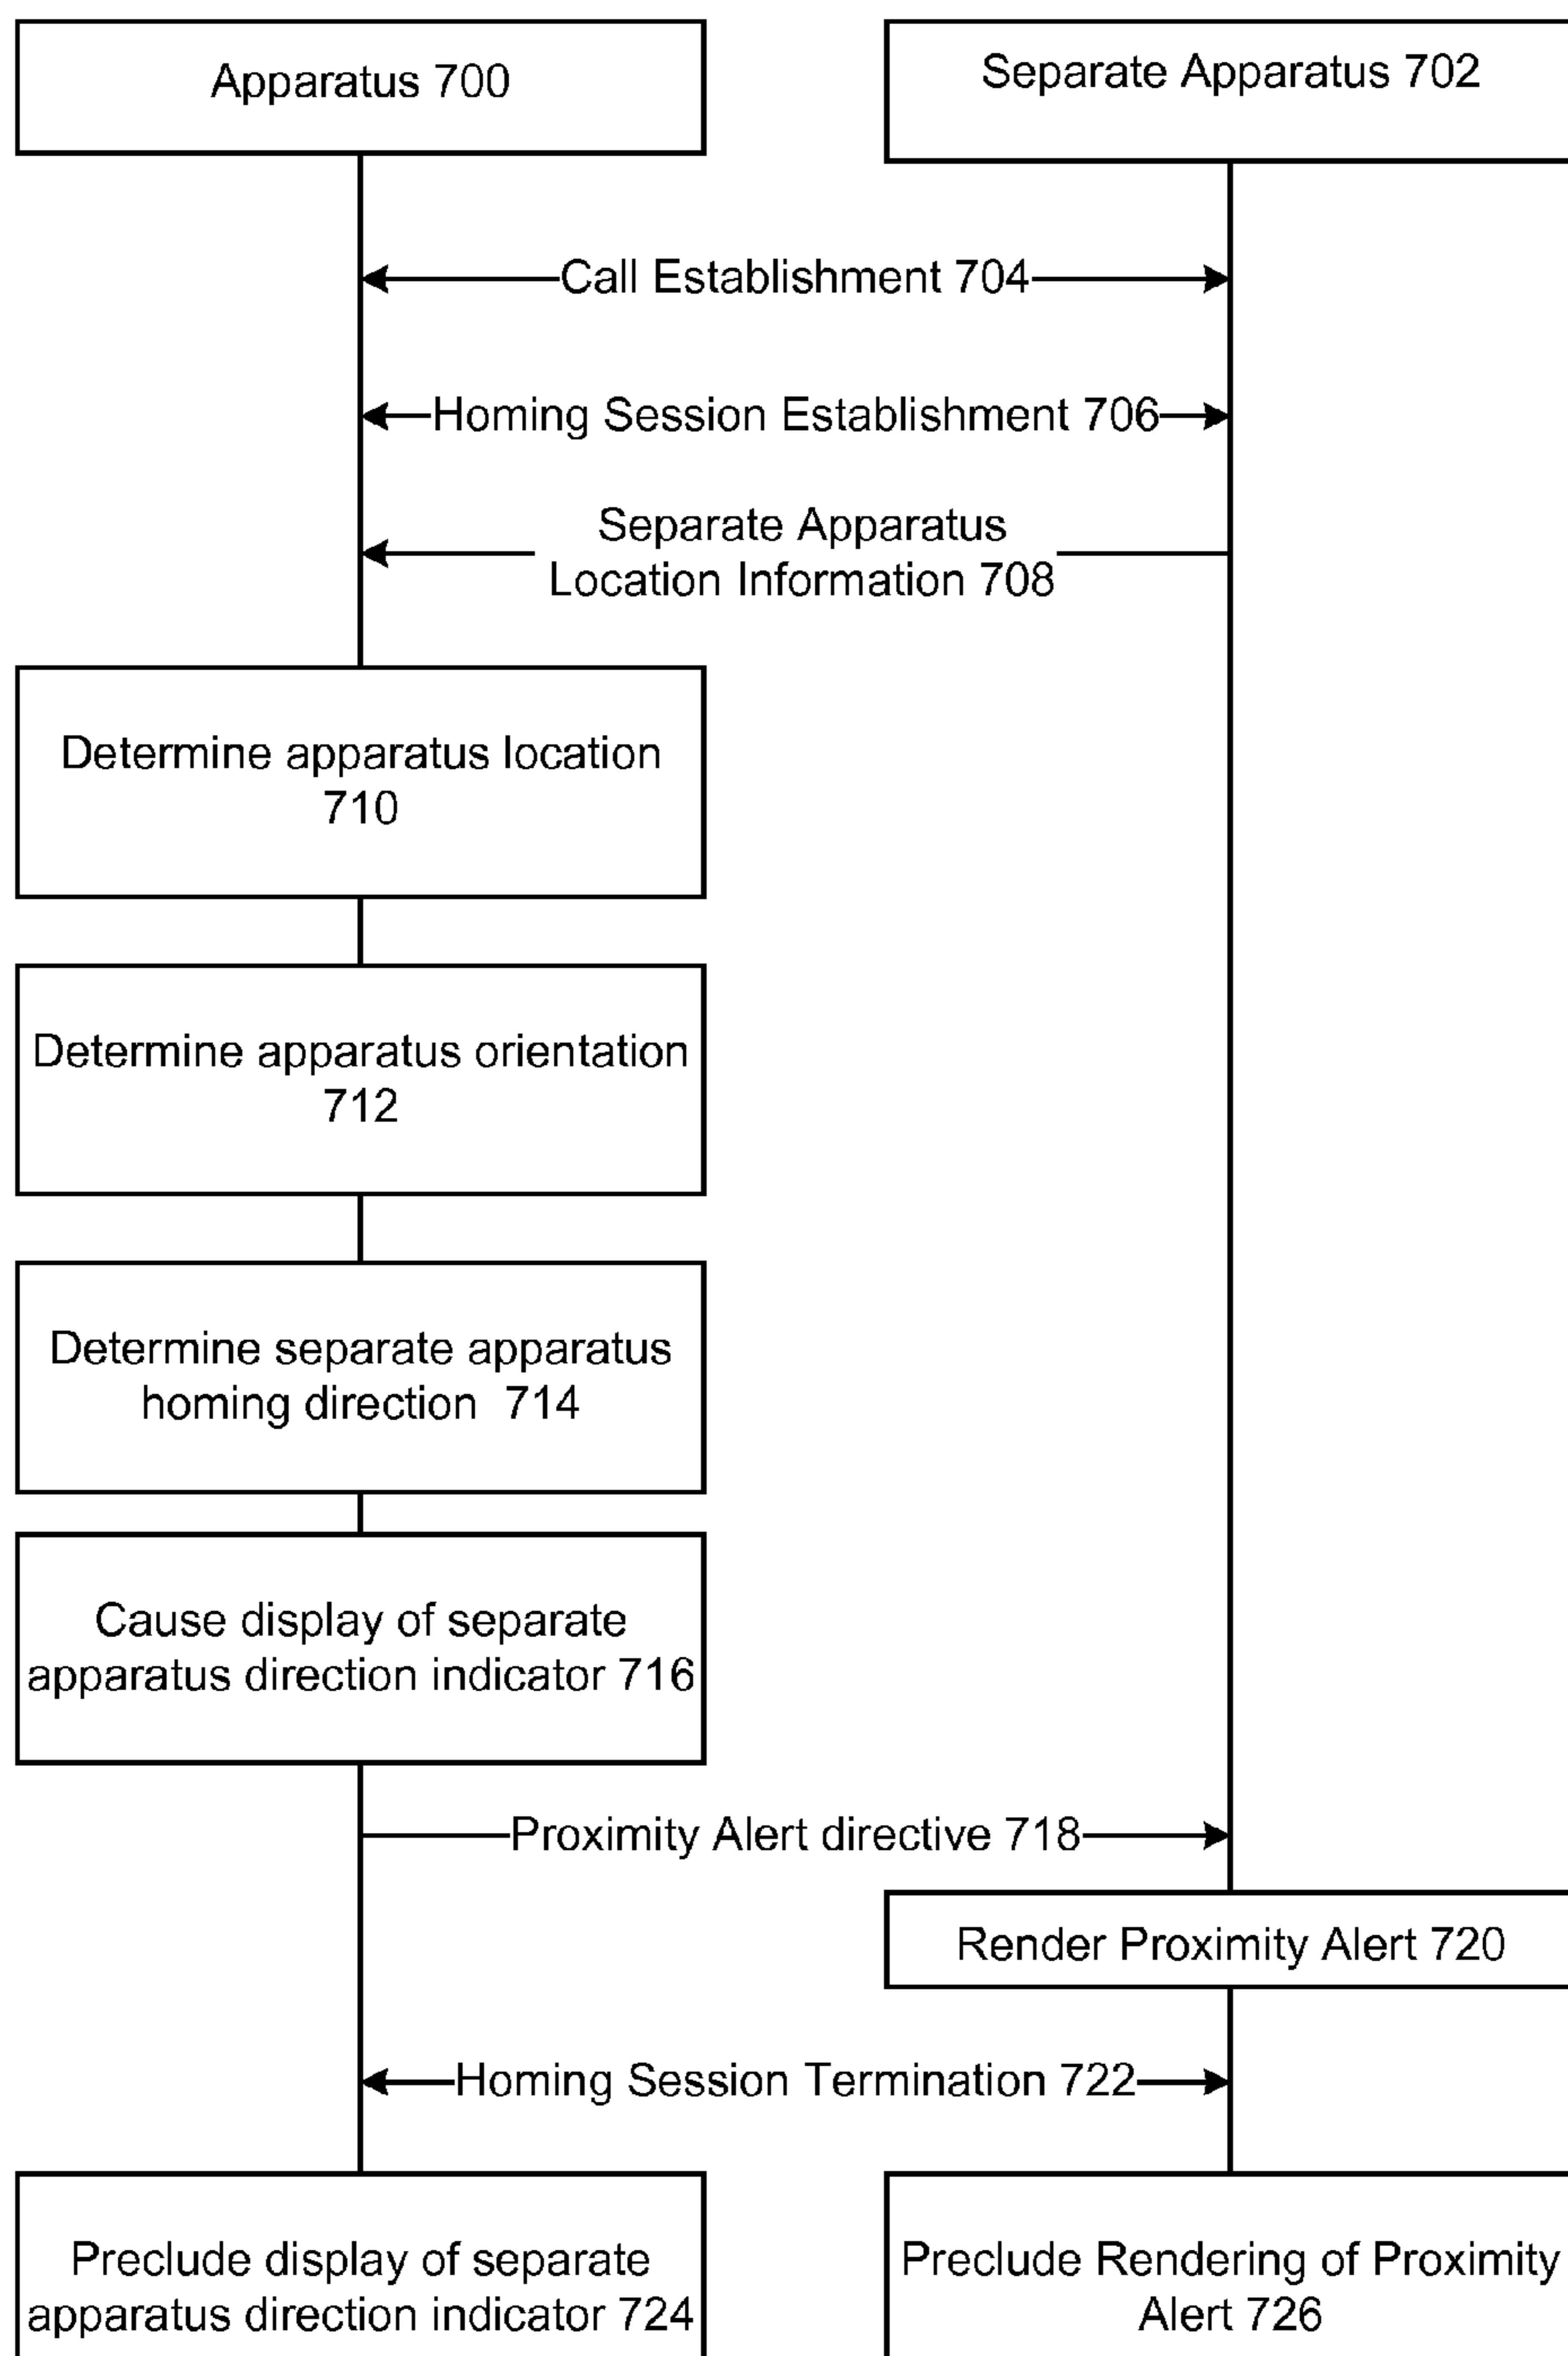 Apparatus 700
Separate Apparatus 702
Call Establishment 704
Homing Session Establishment 706
Separate Apparatus
Location Information 708
Determine apparatus location
710
Determine apparatus orientation
712
Determine separate apparatus
homing direction 714
Cause display of separate
apparatus direction indicator 716
Proximity Alert directive 718
Render Proximity Alert 720
Homing Session Termination 722
Preclude display of separate
apparatus direction indicator 724
Preclude Rendering of Proximity
Alert 726